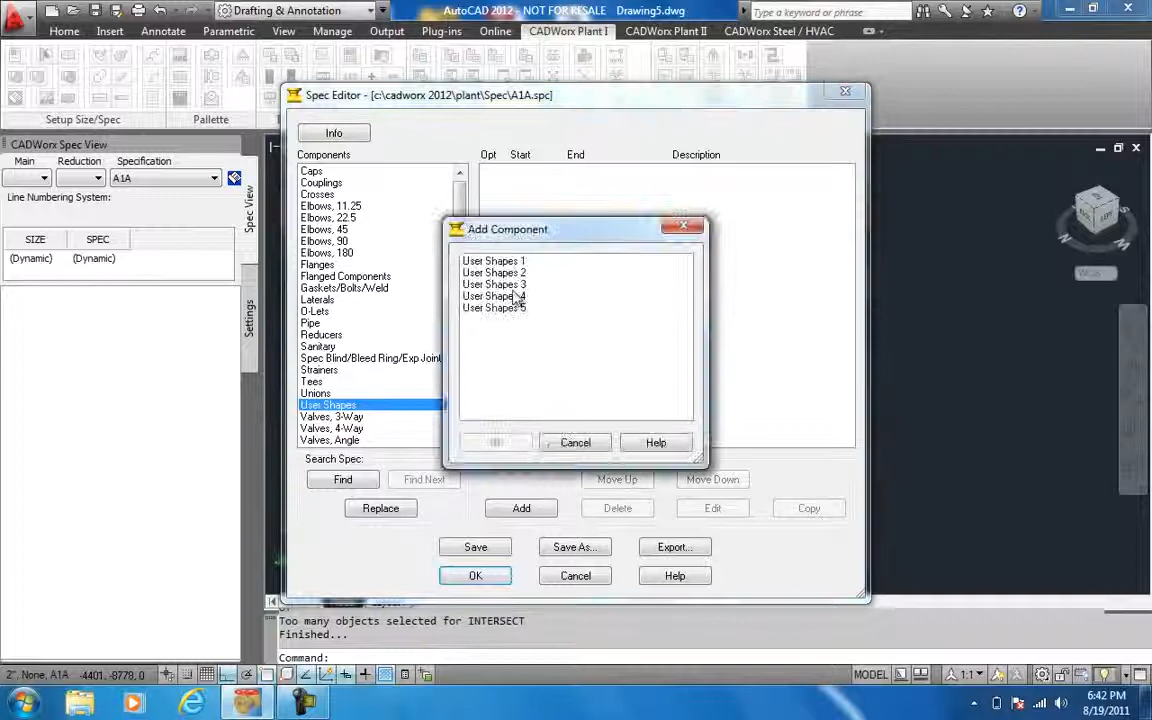 Drafting & Annotation
AutoCAD 2012 - NOT FOR RESALE Drawing5.dwg
Type a keyword or phrase
Home Insert Annotate Parametric View Manage Output Plug-ins Online CADWorx Plant I CADWorx Plant II CADWorx Steel / HVAC
Setup Size/Spec
Palette
CADWorx Spec View
Main Reduction Specification
A1A
Line Numbering System:
SIZE SPEC
(Dynamic) (Dynamic)
Spec View
Settings
Spec Editor - [c:\cadworx 2012\plant\Spec\A1A.spc]
Info
Components
Opt Start End Description
Caps
Couplings
Crosses
Elbows, 11.25
Elbows, 22.5
Elbows, 45
Elbows, 90
Elbows, 180
Flanges
Flanged Components
Gaskets/Bolts/Weld
Laterals
O-Lets
Pipe
Reducers
Sanitary
Spec Blind/Bleed Ring/Exp Joint
Strainers
Tees
Unions
User Shapes
Valves, 3-Way
Valves, 4-Way
Valves, Angle
Add Component
User Shapes 1
User Shapes 2
User Shapes 3
User Shapes 4
User Shapes 5
Cancel Help
Search Spec:
Find Find Next Move Up Move Down
Replace Add Delete Edit Copy
Save Save As... Export...
OK Cancel Help
Too many objects selected for INTERSECT
Finished...
Command:
2", None, A1A -4401, -8778, 0
MODEL 1:1
6:42 PM
8/19/2011